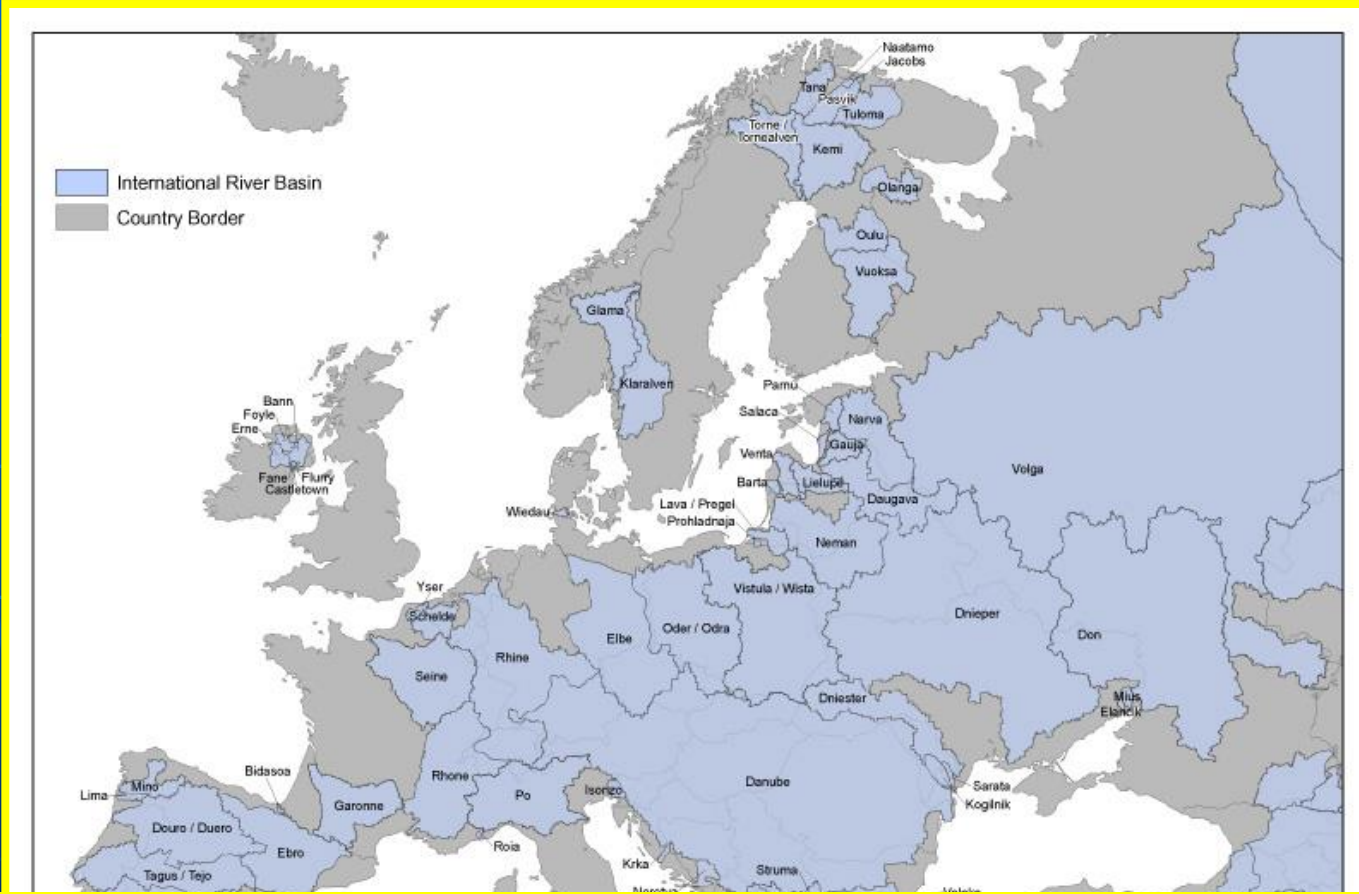 Naatamo
Jacobs
Tana
Pasvik
Tuloma
Torne /
Tornealven
Kemi
International River Basin
Olanga
Country Border
Oulu
Vuoksa
Glama
Klaralven
Parnu
Bann
Salaca
Foyle
Narva
Erne
Gauja
Venta
Volga
Fane
Flurry
Barta
Lielupil
Castletown
Daugava
Lava / Pregel
Wiedau
Prohladnaja
Neman
Yser
Vistula / Wista
Schelde
Dnieper
Elbe
Oder / Odra
Don
Rhine
Seine
Dniester
Mius
Elancik
Bidasoa
Rhone
Danube
Mino
Sarata
Lima
Po
Isonzo
Garonne
Kogilnik
Douro / Duero
Roia
Ebro
Krka
Struma
Tagus / Tejo